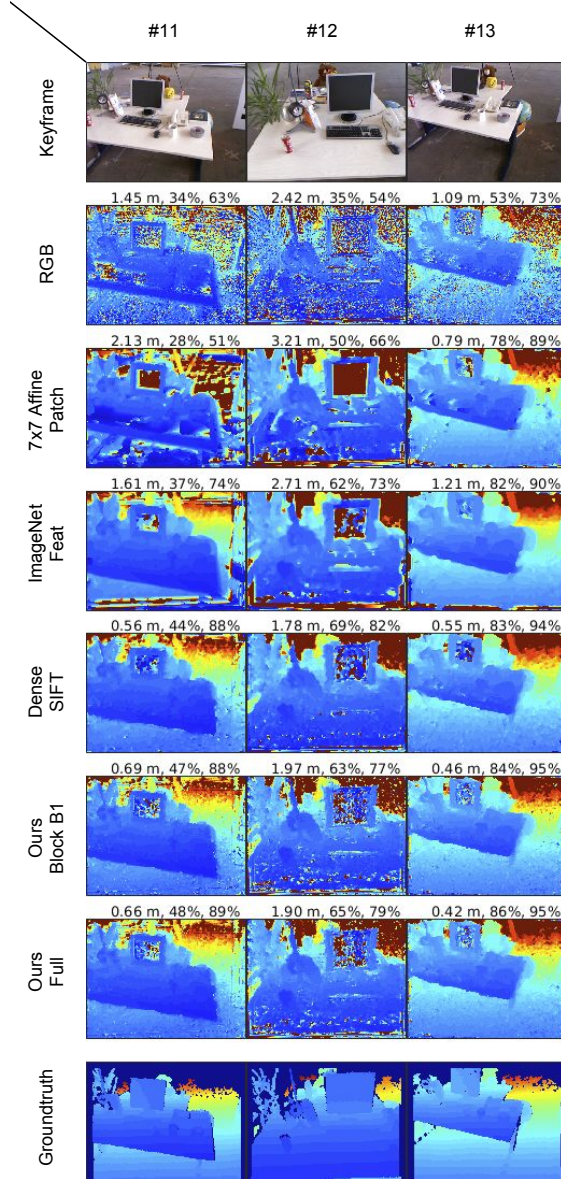 #11 #12 #13
Keyframe
1.45 m, 34%, 63% 2.42 m, 35%, 54% 1.09 m, 53%, 73%
RGB
2.13 m, 28%, 51% 3.21 m, 50%, 66% 0.79 m, 78%, 89%
7x7 Affine
Patch
1.61 m, 37%, 74% 2.71 m, 62%, 73% 1.21 m, 82%, 90%
ImageNet
Feat
0.56 m, 44%, 88% 1.78 m, 69%, 82% 0.55 m, 83%, 94%
Dense
SIFT
0.69 m, 47%, 88% 1.97 m, 63%, 77% 0.46 m, 84%, 95%
Ours
Block B1
0.66 m, 48%, 89% 1.90 m, 65%, 79% 0.42 m, 86%, 95%
Ours
Full
Groundtruth